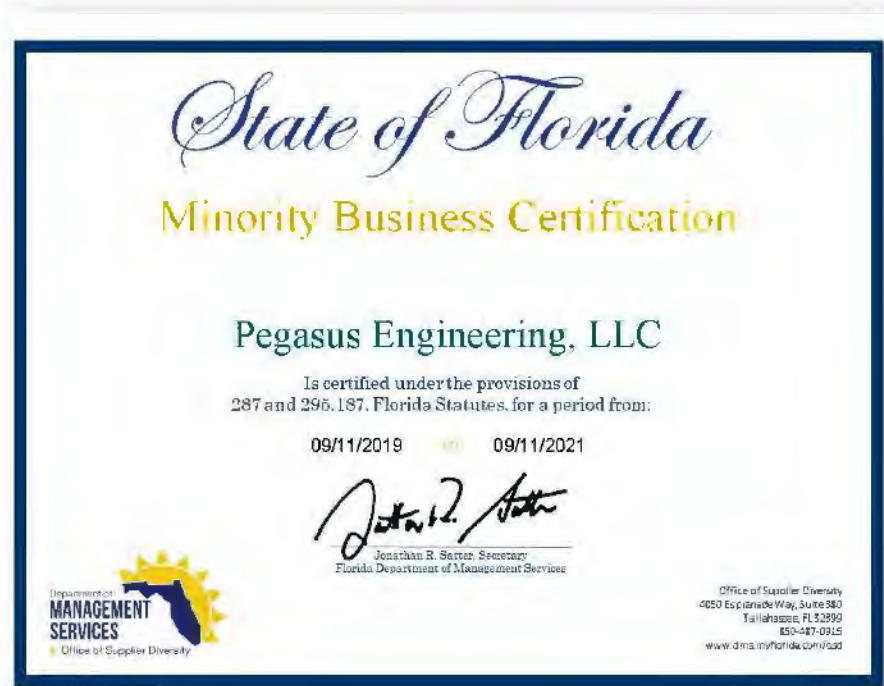 State of Florida
Minority Business Certification
Pegasus Engineering, LLC
Is certified under the provisions of
287 and 295.187, Florida Statutes, for a period from:
09/11/2019 to 09/11/2021
Jonathan R. Satter, Secretary
Florida Department of Management Services
Department of
MANAGEMENT
SERVICES
Office of Supplier Diversity
Office of Supplier Diversity
4050 Esplanade Way, Suite 380
Tallahassee, FL 32399
850-487-0915
www.dms.myflorida.com/osd